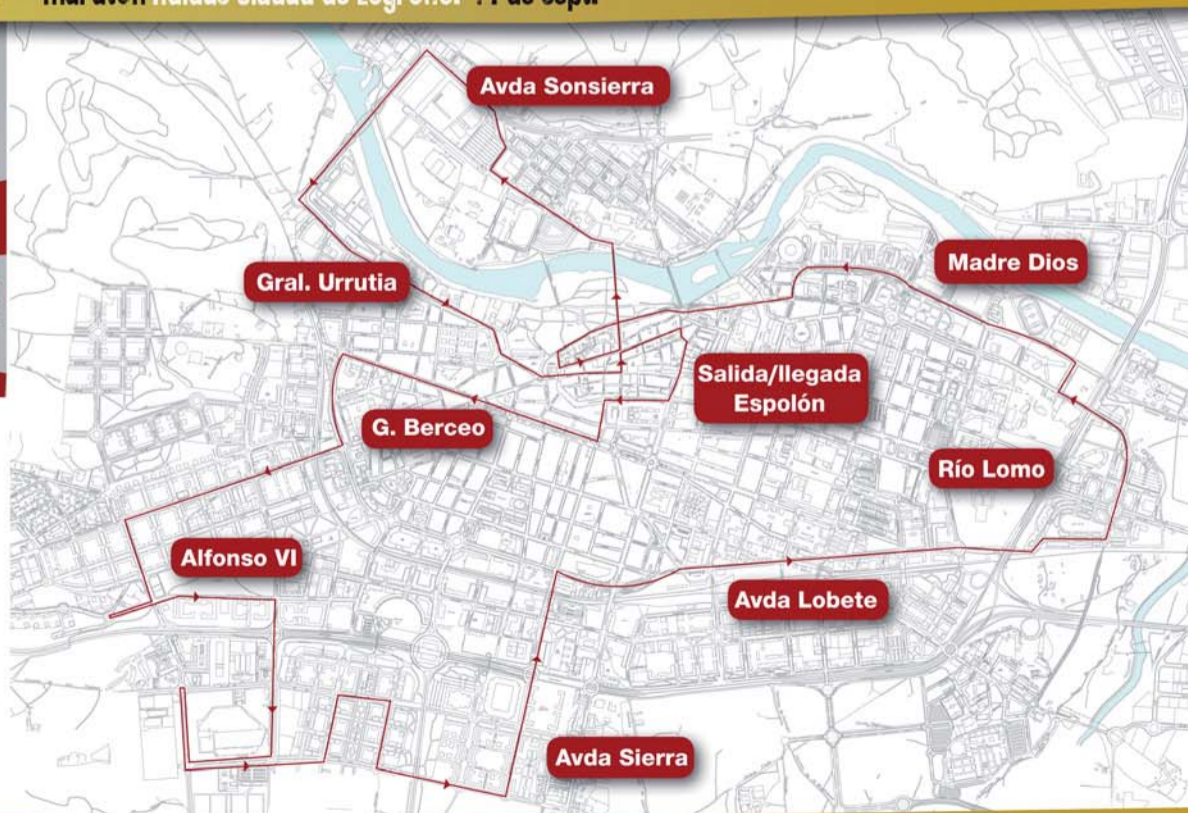 Avda Sonsierra
Madre Dios
Gral. Urrutia
Salida/llegada
Espolón
G. Berceo
Río Lomo
Alfonso VI
Avda Lobete
Avda Sierra